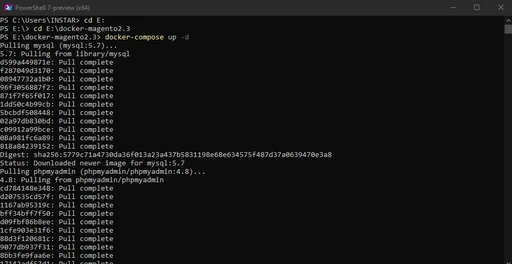 PowerShell 7-preview (x64)
PS C:\Users\INSTAR> cd E:
PS E:\> cd E:\docker-magento2.3
PS E:\docker-magento2.3> docker-compose up -d
Pulling mysql (mysql:5.7)...
5.7: Pulling from library/mysql
d599a449871e: Pull complete
f287049d3170: Pull complete
08947732a1b0: Pull complete
96f3056887f2: Pull complete
871f7f65f017: Pull complete
1dd50c4b99cb: Pull complete
5bcbdf508448: Pull complete
02a97db830bd: Pull complete
c09912a99bce: Pull complete
08a981fc6a89: Pull complete
818a84239152: Pull complete
Digest: sha256:5779c71a4730da36f013a23a437b5831198e68e634575f487d37a0639470e3a8
Status: Downloaded newer image for mysql:5.7
Pulling phpmyadmin (phpmyadmin/phpmyadmin:4.8)...
4.8: Pulling from phpmyadmin/phpmyadmin
cd784148e348: Pull complete
d207535cd57f: Pull complete
1167ab95319c: Pull complete
bff34bff7f50: Pull complete
d09fbf86b8ee: Pull complete
1cfe903e31f6: Pull complete
88d3f120681c: Pull complete
9077db937f31: Pull complete
8bb3fe9faa6e: Pull complete